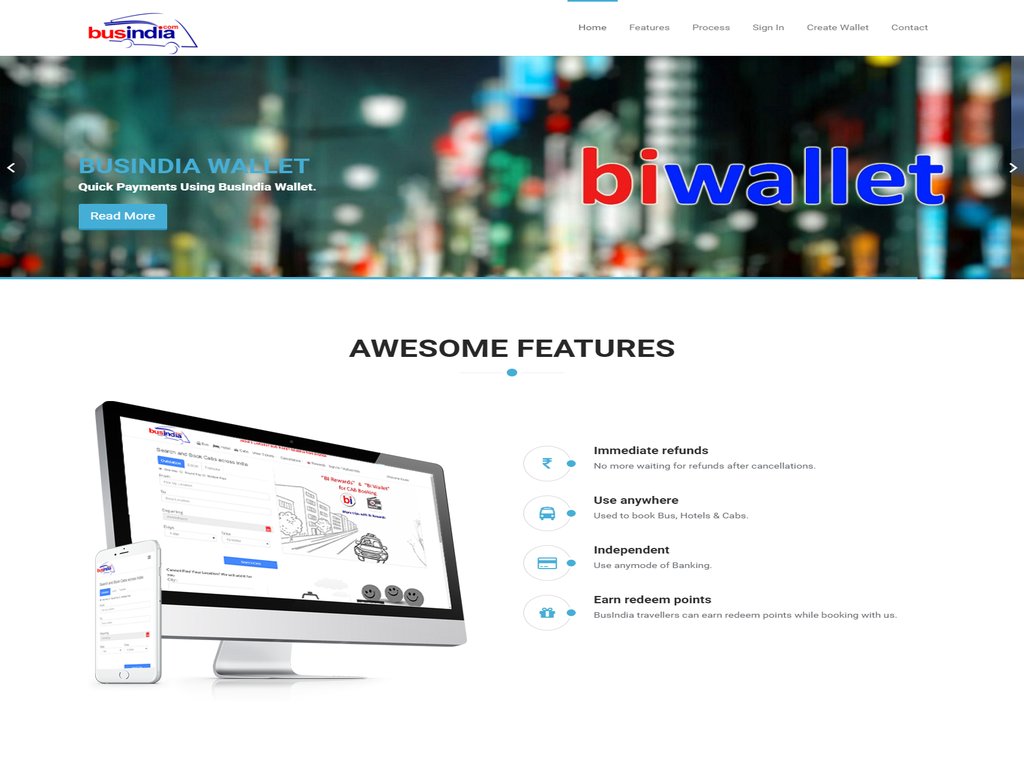 busindia.com
Home Features Process Sign In Create Wallet Contact
BUSINDIA WALLET
Quick Payments Using BusIndia Wallet.
Read More
biwallet
AWESOME FEATURES
busindia
Search and Book Cabs across India
"BI Rewards" & "Bi Wallet"
for CAB Booking
bi
Immediate refunds
No more waiting for refunds after cancellations.
Use anywhere
Used to book Bus, Hotels & Cabs.
Independent
Use anymode of Banking.
Earn redeem points
BusIndia travellers can earn redeem points while booking with us.